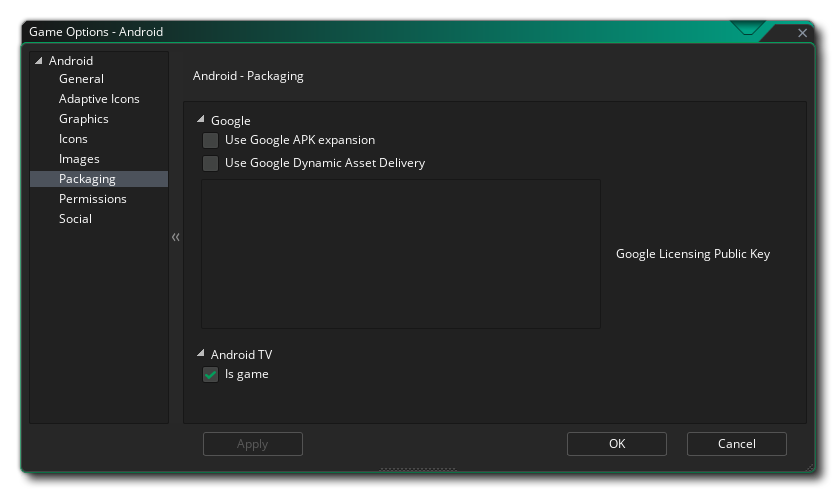 Game Options - Android
Android
General
Adaptive Icons
Graphics
Icons
Images
Packaging
Permissions
Social
Android - Packaging
Google
Use Google APK expansion
Use Google Dynamic Asset Delivery
Google Licensing Public Key
Android TV
Is game
Apply
OK
Cancel